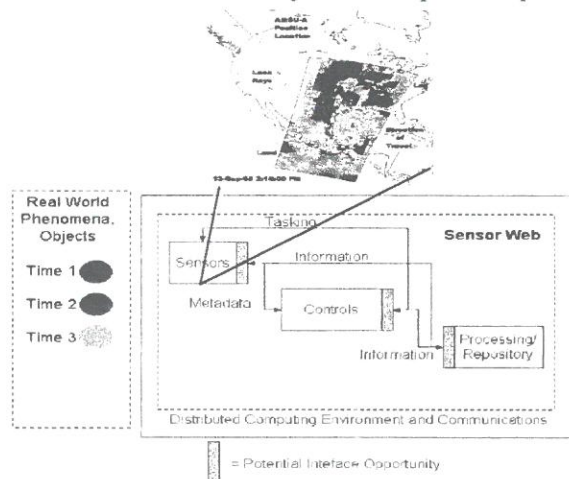 AMSU-A
Position
Location
Land
Direction
of
Travel
Real World
Phenomena,
Objects
Time 1
Time 2
Time 3
Tasking
Sensor Web
Sensors
Information
Metadata
Controls
Information
Processing/
Repository
Distributed Computing Environment and Communications
= Potential Inteface Opportunity